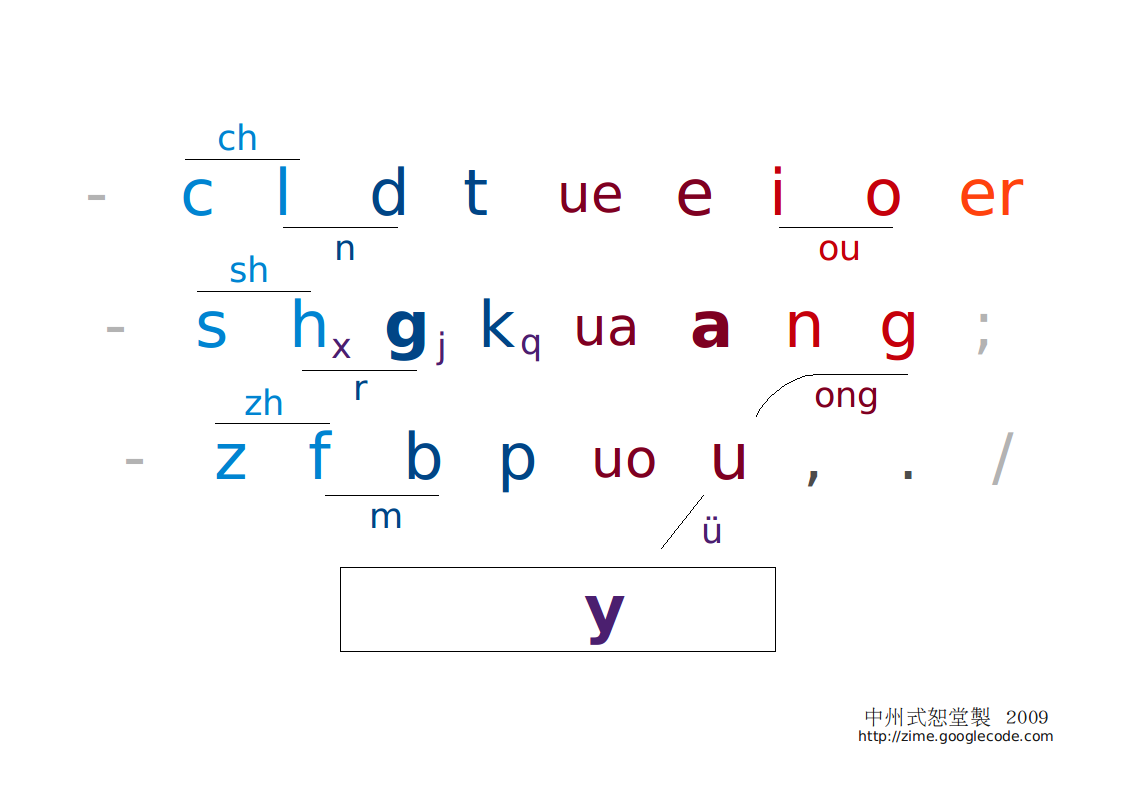 ch
- c l d t ue e i o er
n ou
sh
- s h x g j k q ua a n g ;
r ong
zh
- z f b p uo u , . /
m ü
y
中州式恕堂製 2009
http://zime.googlecode.com